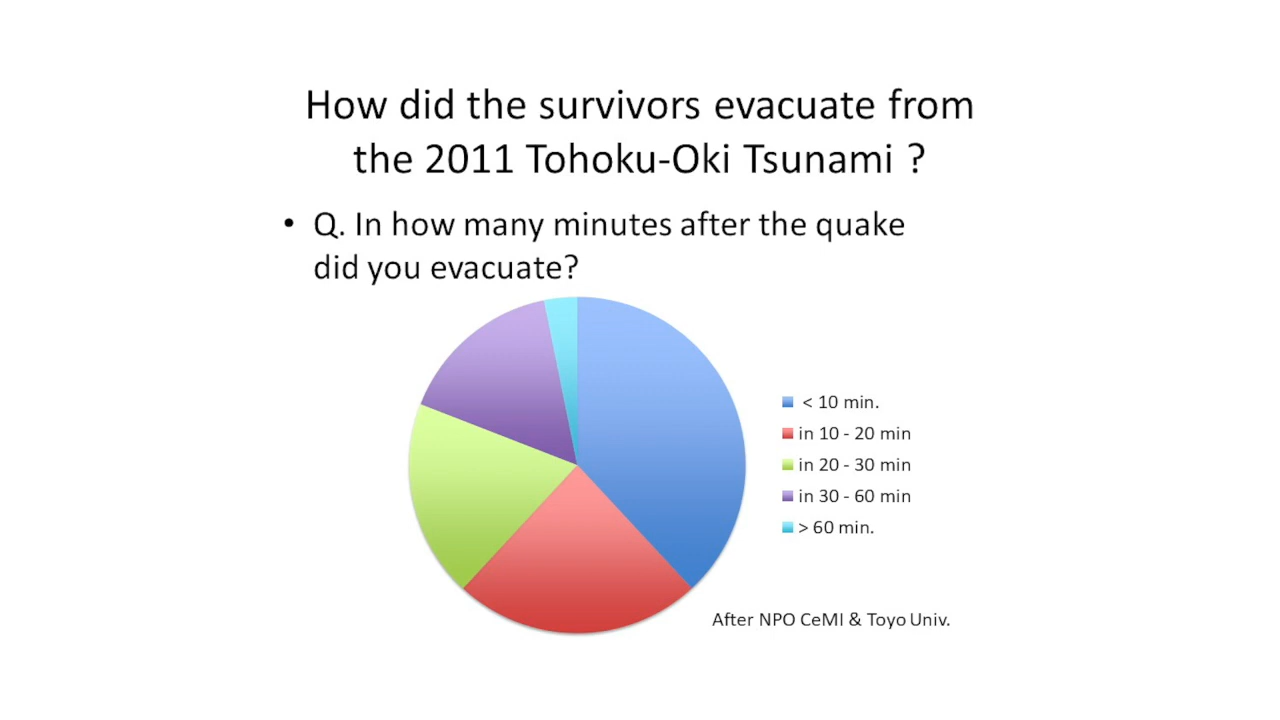 How did the survivors evacuate from
the 2011 Tohoku-Oki Tsunami ?
• Q. In how many minutes after the quake
did you evacuate?
< 10 min.
in 10 - 20 min
in 20 - 30 min
in 30 - 60 min
> 60 min.
After NPO CeMI & Toyo Univ.